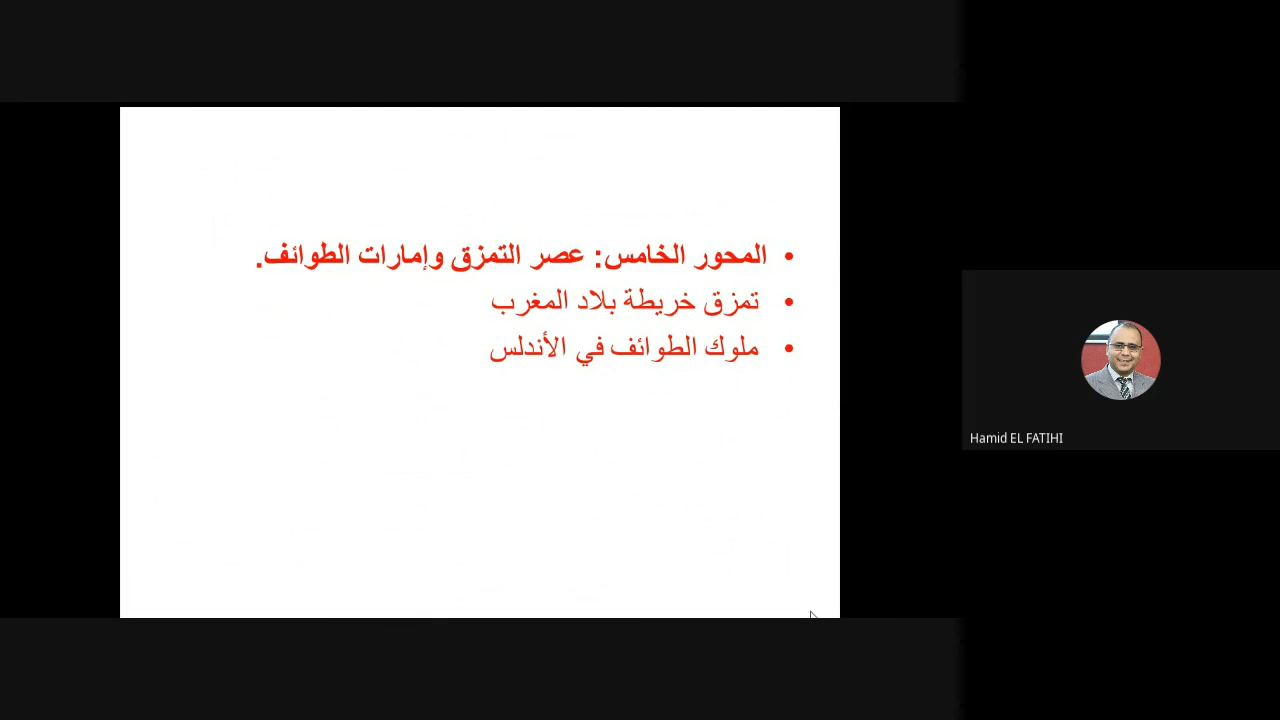 • المحور الخامس: عصر التمزق وإمارات الطوائف.
• تمزق خريطة بلاد المغرب
• ملوك الطوائف في الأندلس
Hamid EL FATIHI